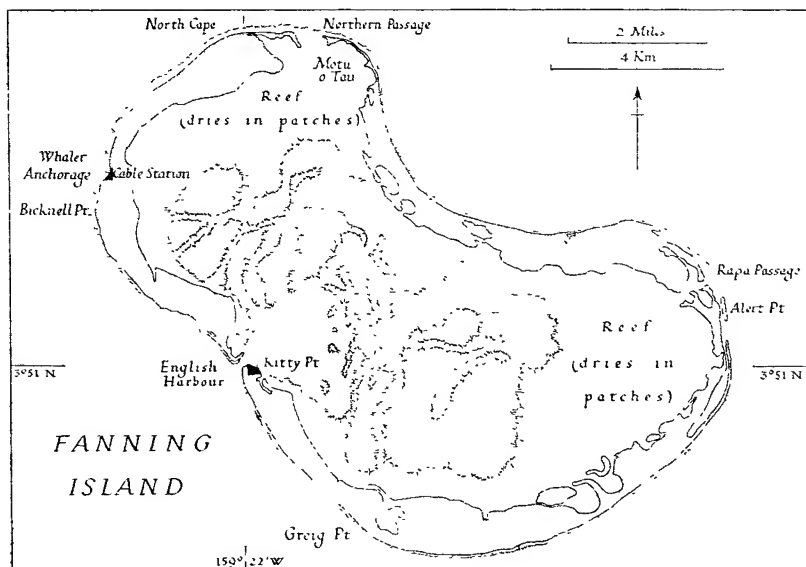 North Cape
Northern Passage
2 Miles
4 Km
Motu
o Tau
Reef
(dries in patches)
Whaler
Anchorage
Cable Station
Bicknell Pt.
Rapa Passage
Alert Pt
Reef
(dries in
patches)
English
Harbour
Kitty Pt
3°51 N
3°51 N
FANNING
ISLAND
Greig Pt
159° 22'W